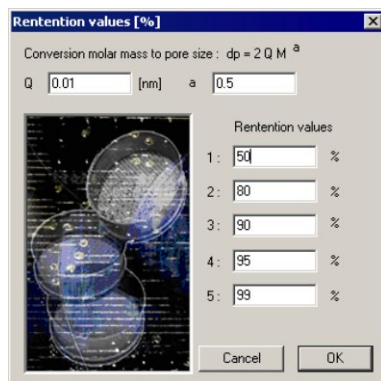 Rentention values [%]
Conversion molar mass to pore size : dp = 2 Q M a
Q 0.01 [nm] a 0.5
Rentention values
1 : 50 %
2 : 80 %
3 : 90 %
4 : 95 %
5 : 99 %
Cancel OK